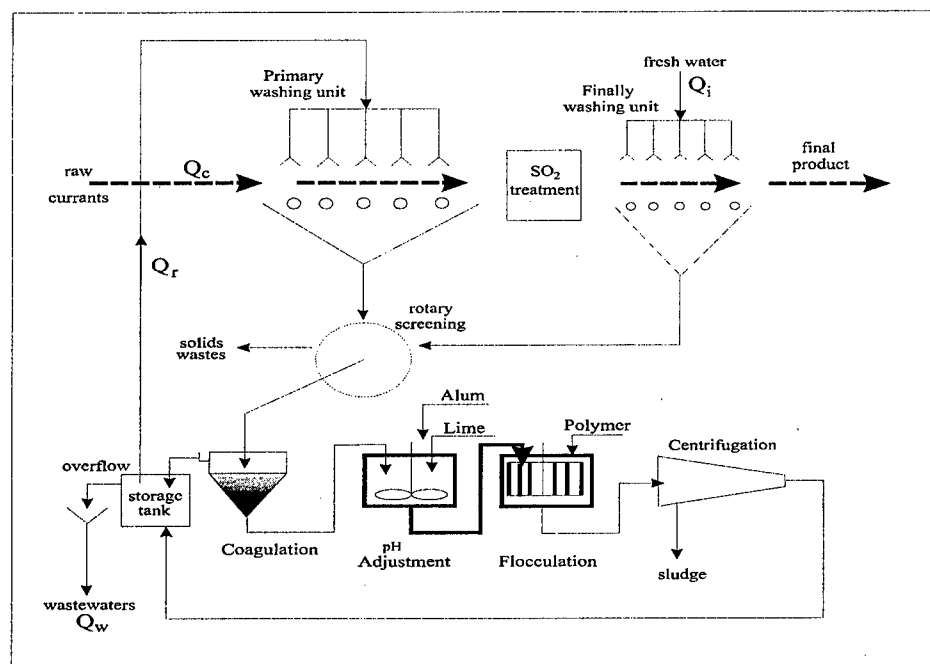 fresh water
Primary
washing unit
Qi
Finally
washing unit
raw
currants
Qc
SO2
treatment
final
product
Qr
rotary
screening
solids
wastes
Alum
Lime
Polymer
Centrifugation
overflow
storage
tank
Coagulation
pH
Adjustment
Flocculation
sludge
wastewaters
Qw